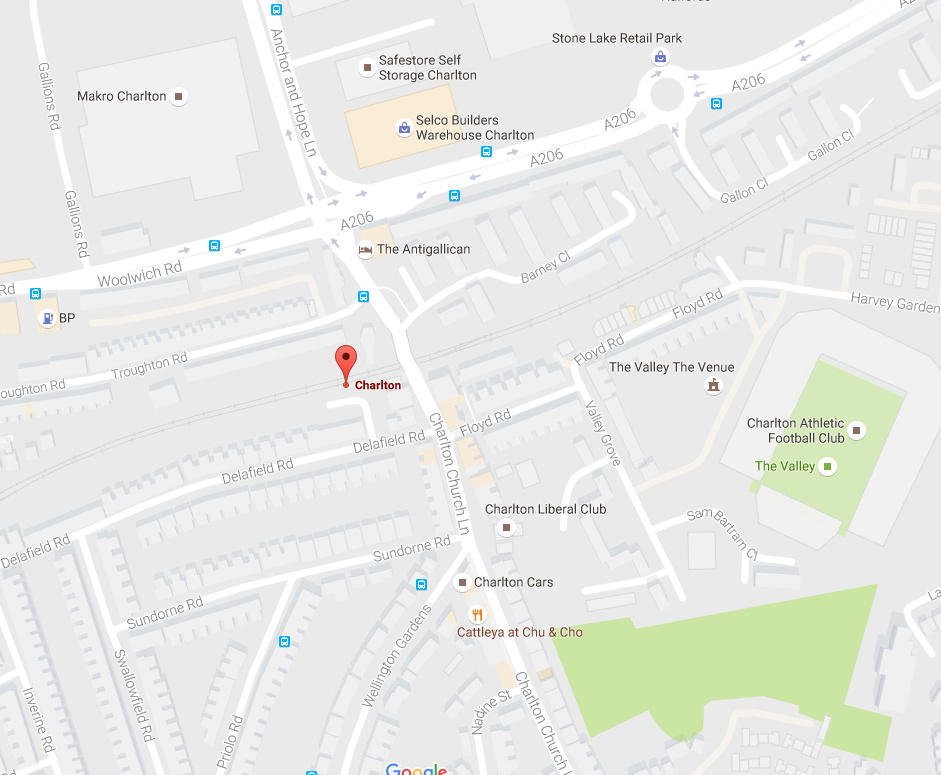 Stone Lake Retail Park
Anchor and Hope Ln
Gallions Rd
Safestore Self
Storage Charlton
Makro Charlton
A206
A206
Selco Builders
Warehouse Charlton
A206
Gallon Cl
Gallon Cl
Gallions Rd
A206
The Antigallican
Barney Cl
Woolwich Rd
Rd
BP
Floyd Rd
Harvey Garden
Troughton Rd
oughton Rd
Floyd Rd
The Valley The Venue
Charlton
Valley Grove
Charlton Athletic
Football Club
The Valley
Floyd Rd
Delafield Rd
Charlton Church Ln
Delafield Rd
Charlton Liberal Club
Sam Bartram Cl
Delafield Rd
Sundorne Rd
Charlton Cars
Sundorne Rd
Cattleya at Chu & Cho
Wellington Gardens
Swallowfield Rd
Inverine Rd
Priolo Rd
Nadine St
Charlton Church L
Google